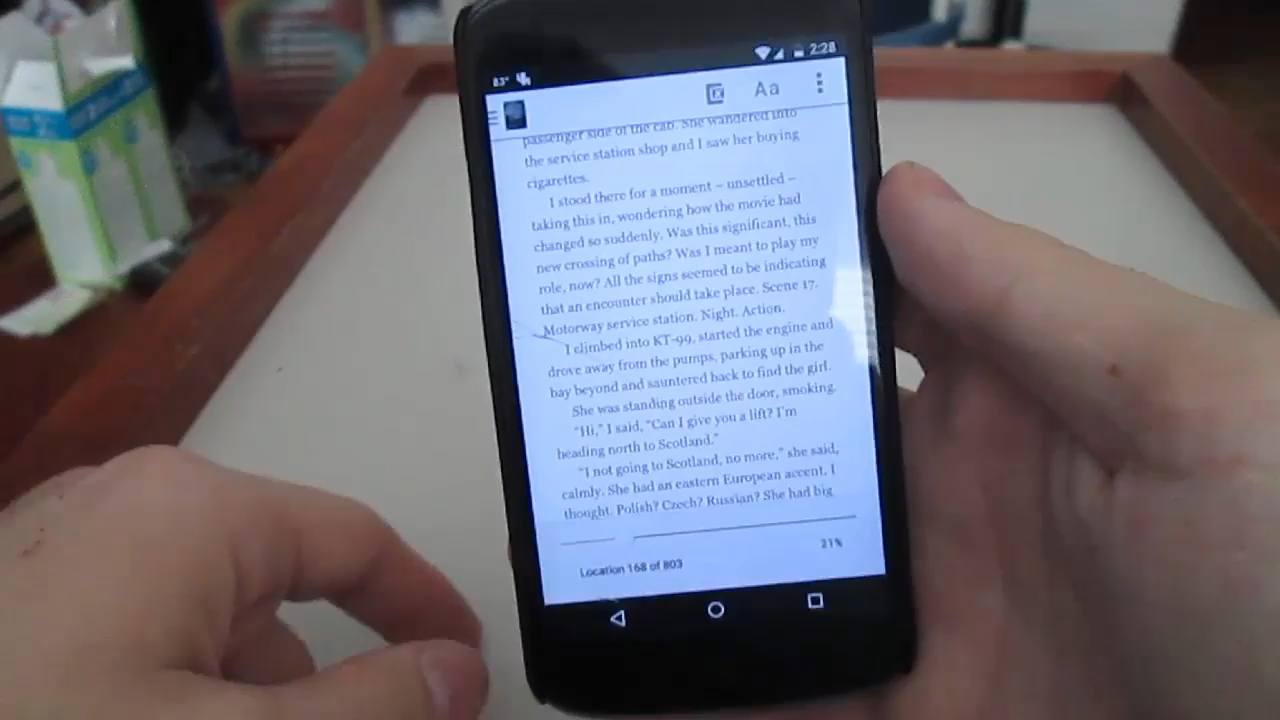 83° 2:28
Aa
passenger side of the cab. She wandered into
the service station shop and I saw her buying
cigarettes.
I stood there for a moment – unsettled –
taking this in, wondering how the movie had
changed so suddenly. Was this significant, this
new crossing of paths? Was I meant to play my
role, now? All the signs seemed to be indicating
that an encounter should take place. Scene 17.
Motorway service station. Night. Action.
I climbed into KT-99, started the engine and
drove away from the pumps, parking up in the
bay beyond and sauntered back to find the girl.
She was standing outside the door, smoking.
“Hi,” I said, “Can I give you a lift? I’m
heading north to Scotland.”
“I not going to Scotland, no more,” she said,
calmly. She had an eastern European accent, I
thought. Polish? Czech? Russian? She had big
21%
Location 168 of 803